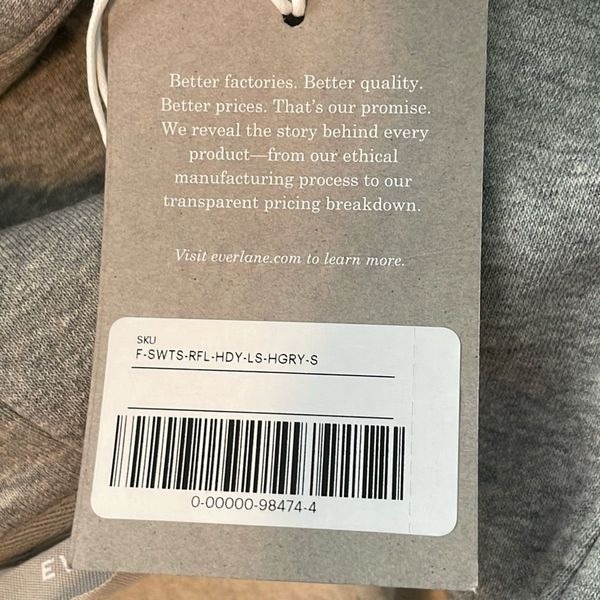 Better factories. Better quality.
Better prices. That's our promise.
We reveal the story behind every
product—from our ethical
manufacturing process to our
transparent pricing breakdown.
Visit everlane.com to learn more.
SKU
F-SWTS-RFL-HDY-LS-HGRY-S
0-00000-98474-4